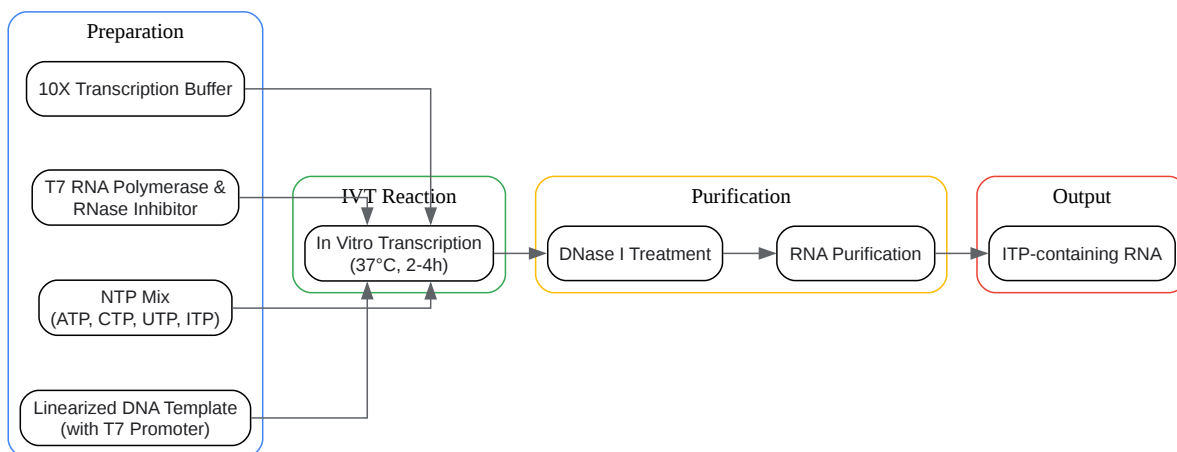 Preparation
10X Transcription Buffer
T7 RNA Polymerase &
RNase Inhibitor
NTP Mix
(ATP, CTP, UTP, ITP)
Linearized DNA Template
(with T7 Promoter)
IVT Reaction
In Vitro Transcription
(37°C, 2-4h)
Purification
DNase I Treatment
RNA Purification
Output
ITP-containing RNA